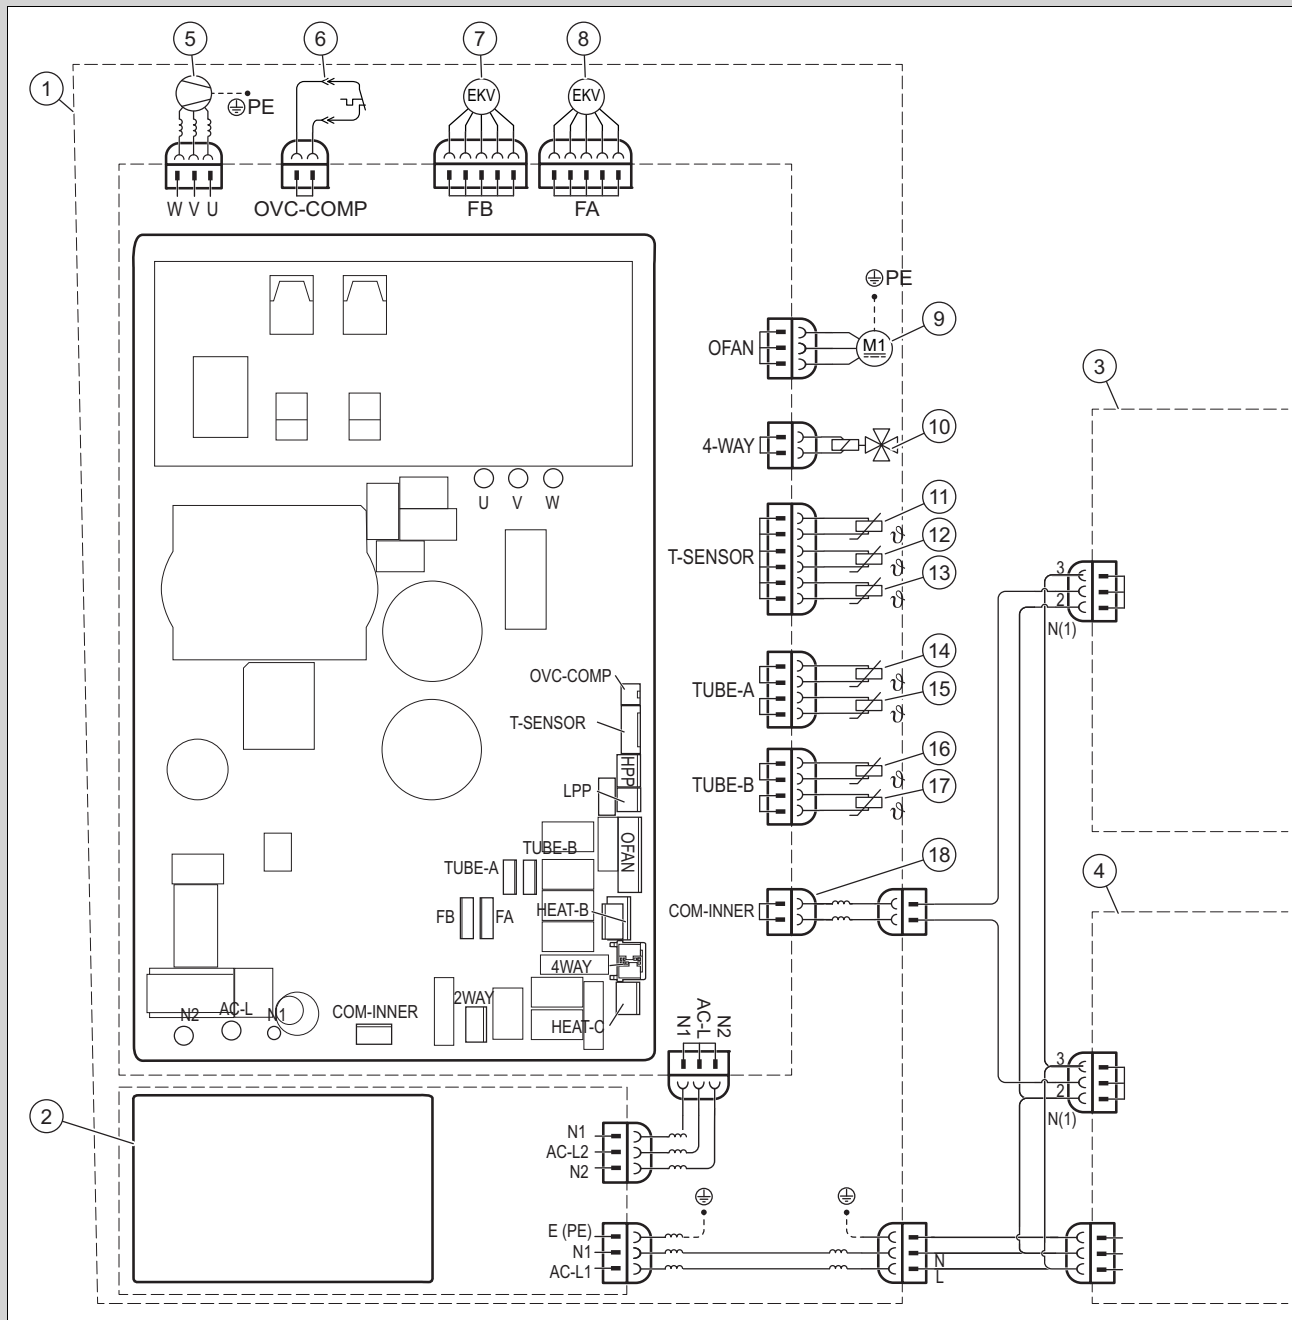 5
6
7
8
1
PE
EKV
EKV
W V U
OVC-COMP
FB
FA
PE
9
OFAN
M1
3
4-WAY
10
U
V
W
11
T-SENSOR
ϑ
12
ϑ
13
ϑ
3
2
N(1)
14
OVC-COMP
TUBE-A
ϑ
15
ϑ
T-SENSOR
16
HPP
LPP
TUBE-B
ϑ
17
ϑ
OFAN
TUBE-B
TUBE-A
18
4
FB
FA
HEAT-B
COM-INNER
4WAY
2WAY
N2
AC-L
N1
COM-INNER
HEAT-C
N1
AC-L
N2
3
2
N(1)
2
N1
AC-L2
N2
E (PE)
N1
AC-L1
N
L